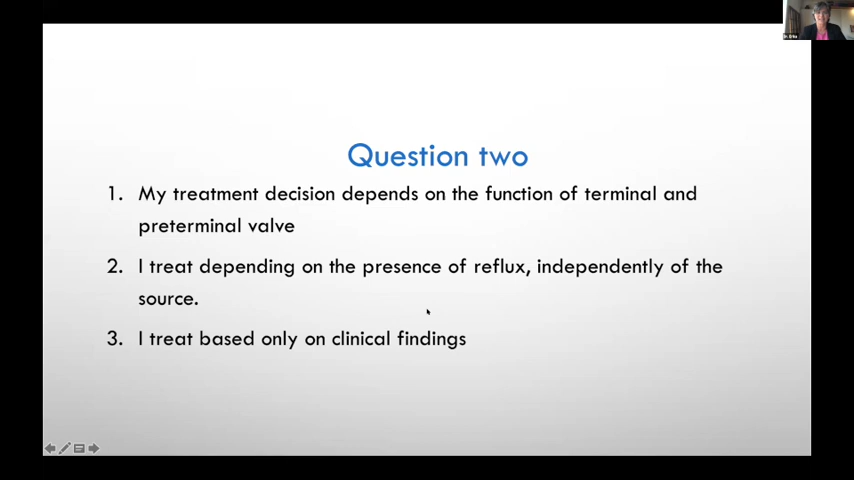 Question two
1. My treatment decision depends on the function of terminal and
preterminal valve
2. I treat depending on the presence of reflux, independently of the
source.
3. I treat based only on clinical findings